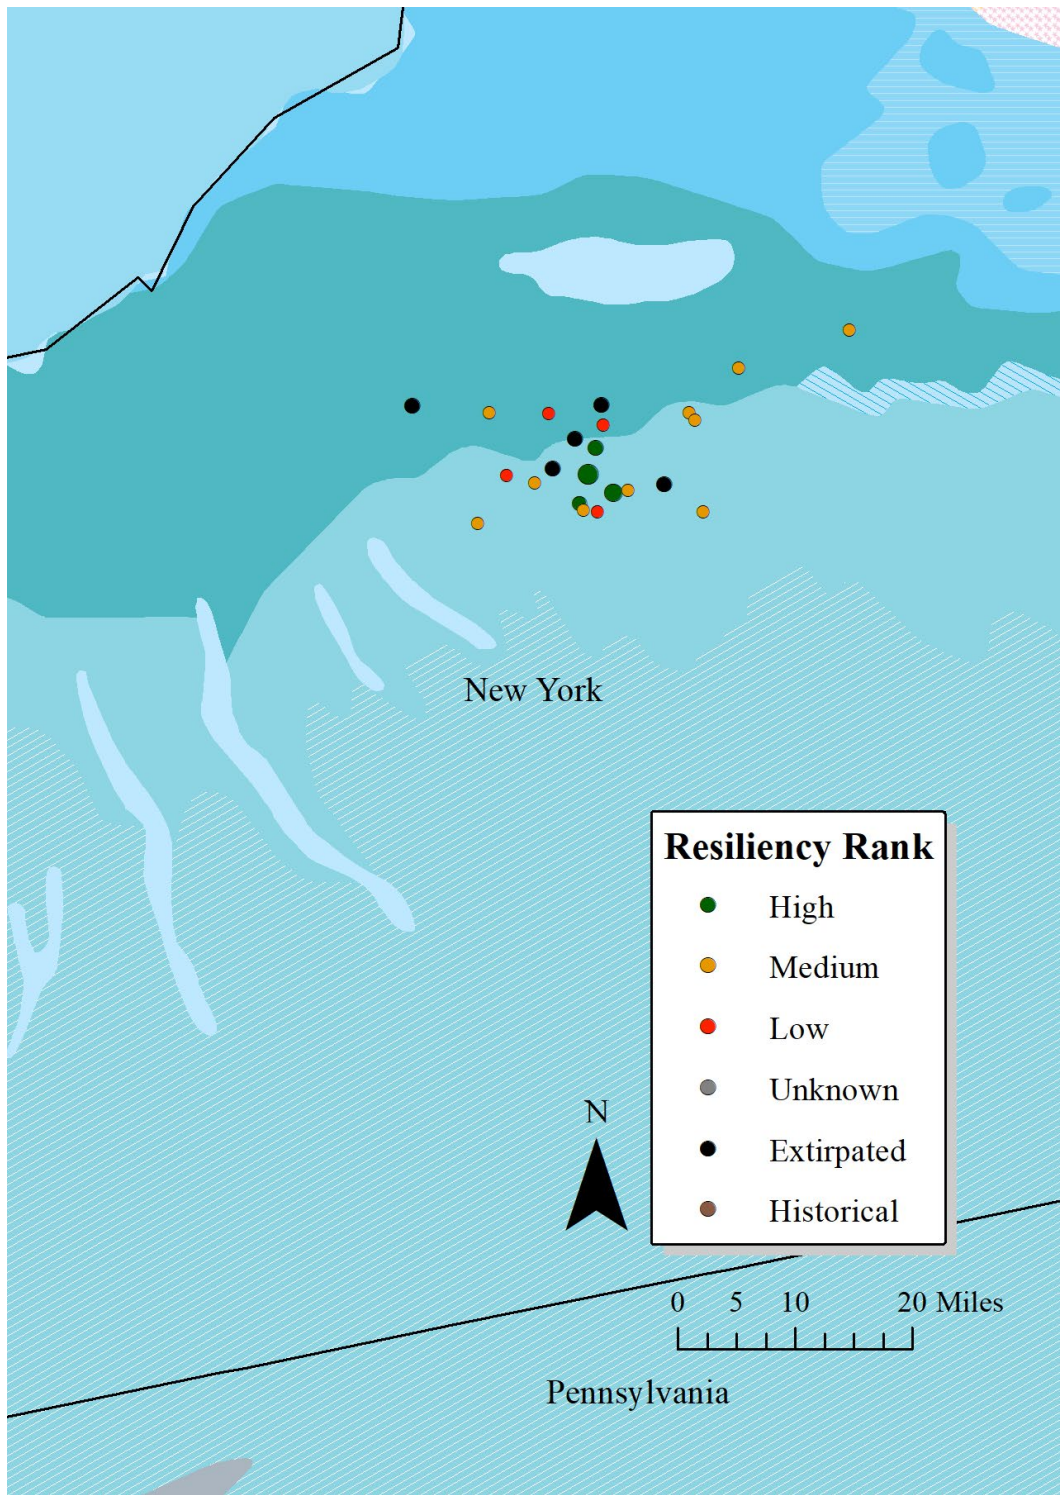 New York
Resiliency Rank
High
Medium
Low
Unknown
Extirpated
Historical
N
0 5 10 20 Miles
Pennsylvania